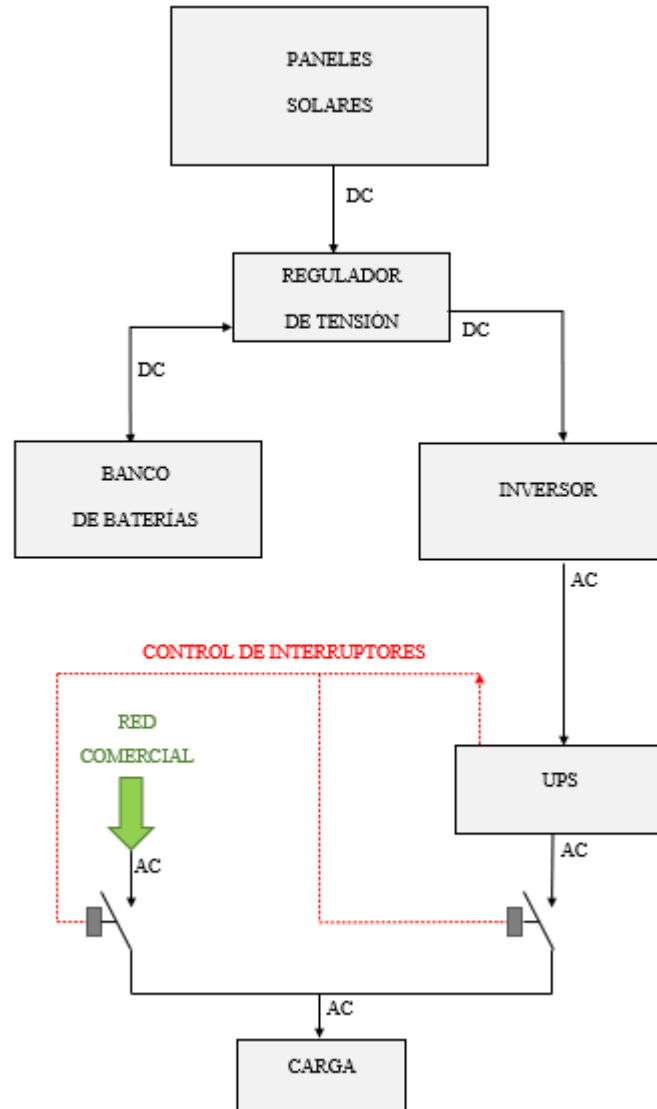 PANELES
SOLARES
DC
REGULADOR
DE TENSIÓN
DC
DC
BANCO
DE BATERÍAS
INVERSOR
AC
CONTROL DE INTERRUPTORES
RED
COMERCIAL
UPS
AC
AC
AC
CARGA